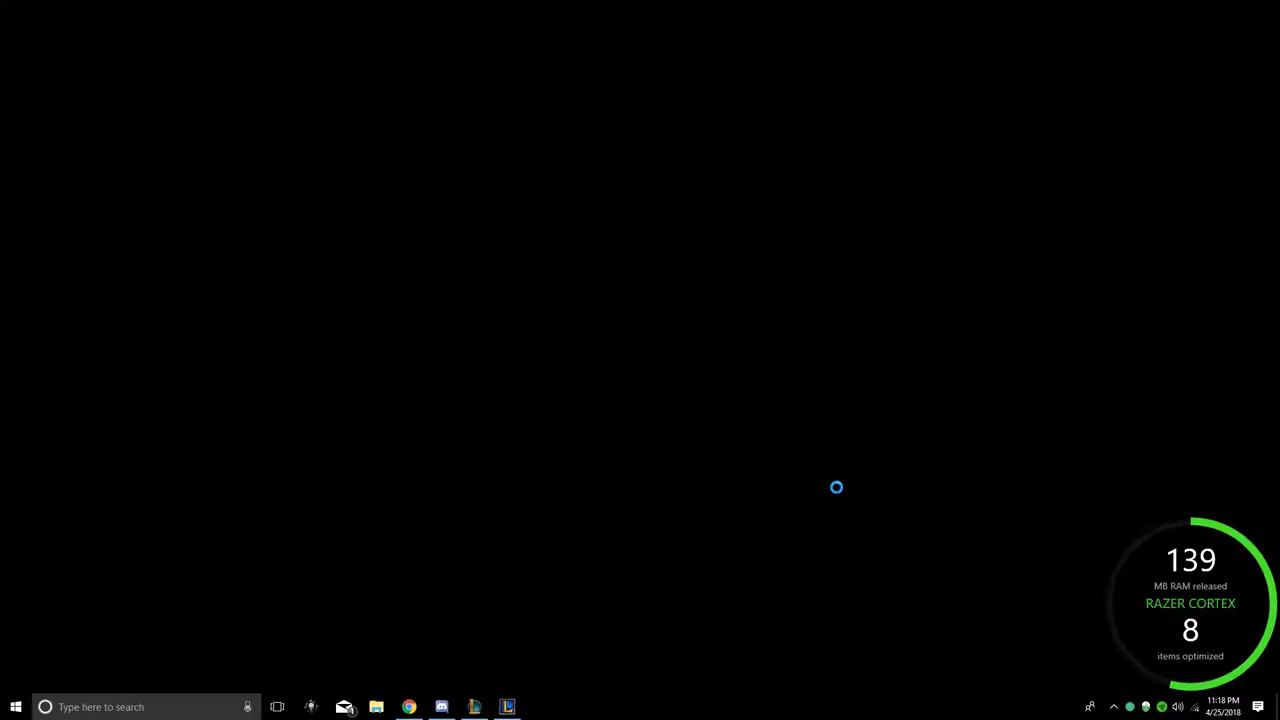 139
MB RAM released
RAZER CORTEX
8
items optimized
Type here to search
1
11:18 PM
4/25/2018